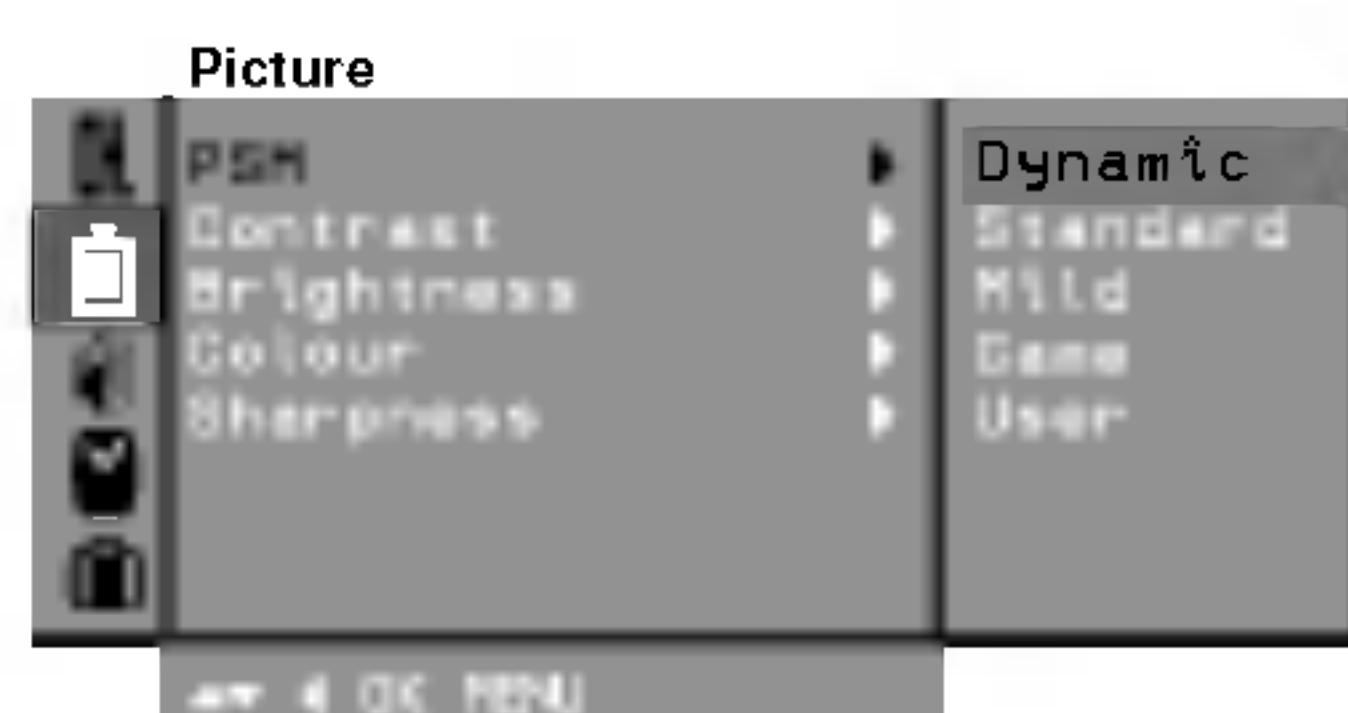 Picture
PSM
Contrast
Brightness
Colour
Sharpness
Dynamic
Standard
Mild
Game
User
OK MENU